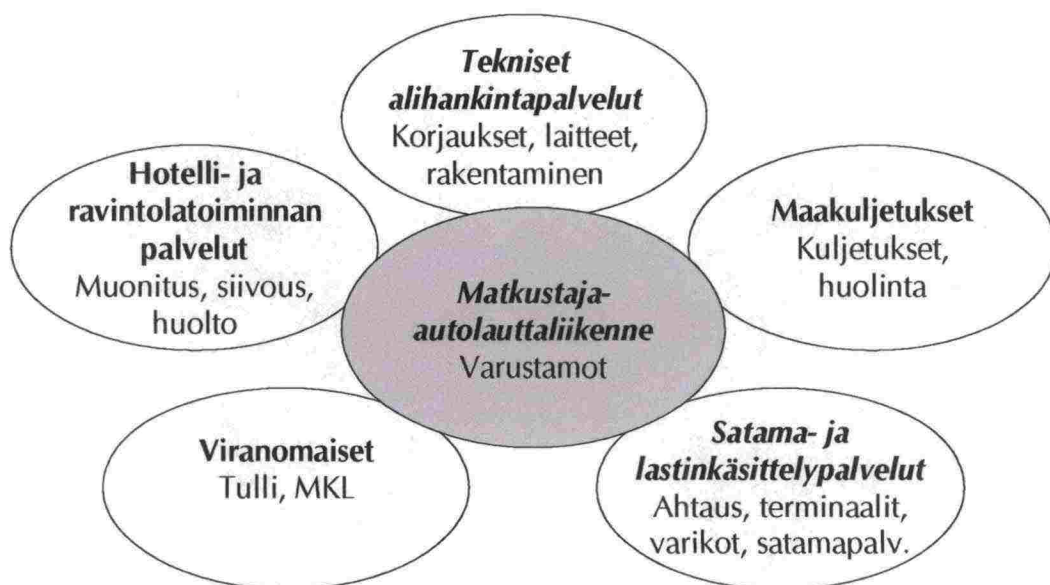 Tekniset
alihankintapalvelut
Korjaukset, laitteet,
rakentaminen
Hotelli- ja
ravintolatoiminnan
palvelut
Muonitus, siivous,
huolto
Maakuljetukset
Kuljetukset,
huolinta
Matkustaja-
autolauttaliikenne
Varustamot
Viranomaiset
Tulli, MKL
Satama- ja
lastinkäsittelypalvelut
Ahtaus, terminaalit,
varikot, satamapalv.